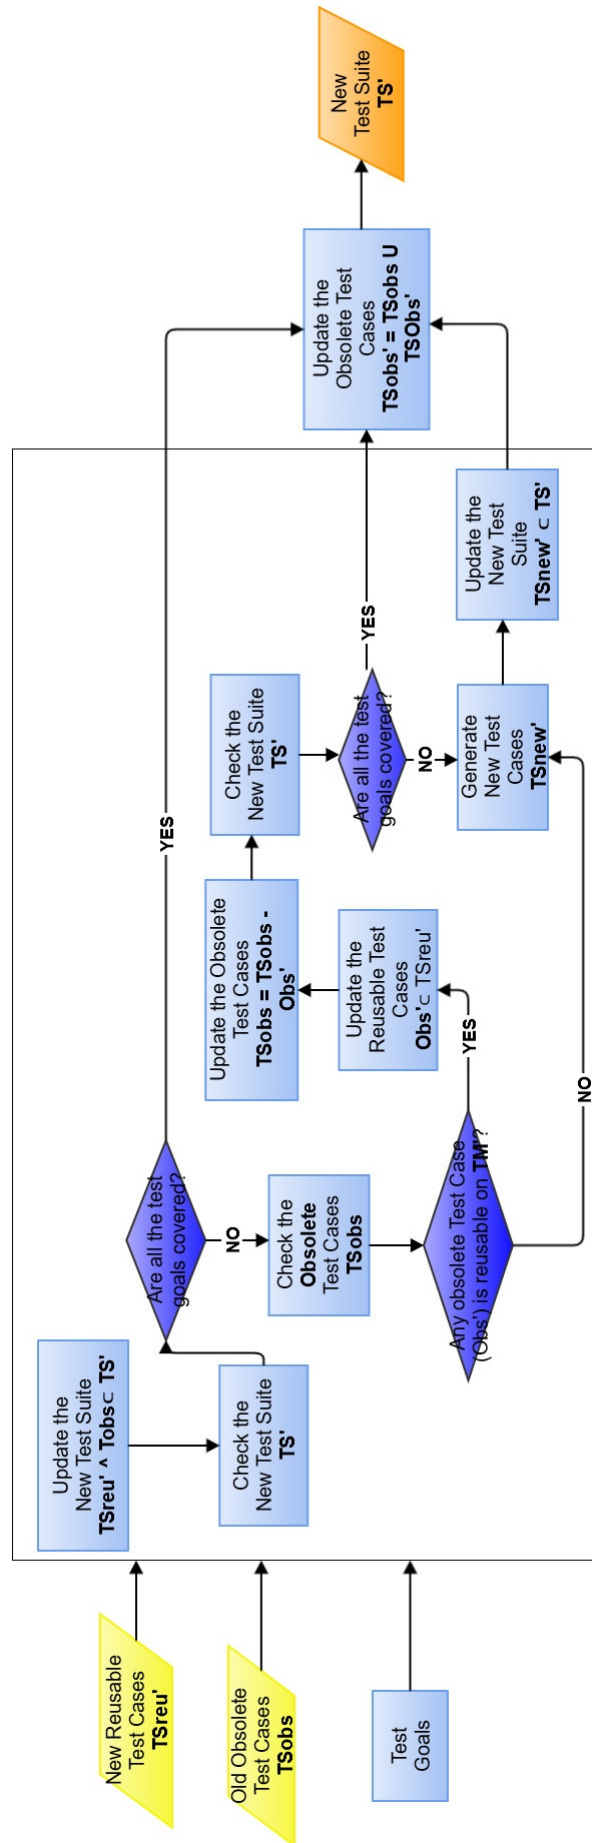 New Reusable
Test Cases
TSreu'
Old Obsolete
Test Cases
TSobs
Test
Goals
Update the
New Test Suite
TSreu' ^ Tobs⊂ TS'
Check the
New Test Suite
TS'
Are all the test
goals covered?
YES
NO
Check the
Obsolete
Test Cases
TSobs
Any obsolete Test Case
(Obs') is reusable on TM'?
YES
NO
Update the
Reusable Test
Cases
Obs'⊂ TSreu'
Update the Obsolete
Test Cases
TSobs = TSobs -
Obs'
Check the
New Test Suite
TS'
Are all the test
goals covered?
YES
NO
Generate
New Test
Cases
TSnew'
Update the
New Test
Suite
TSnew' ⊂ TS'
Update the
Obsolete Test
Cases
TSobs' = TSobs U
TSObs'
New
Test Suite
TS'